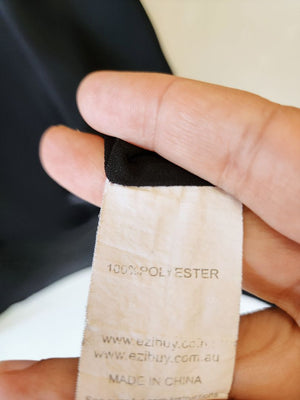 100% POLYESTER
www.ezibuy.co.nz
www.ezibuy.com.au
MADE IN CHINA